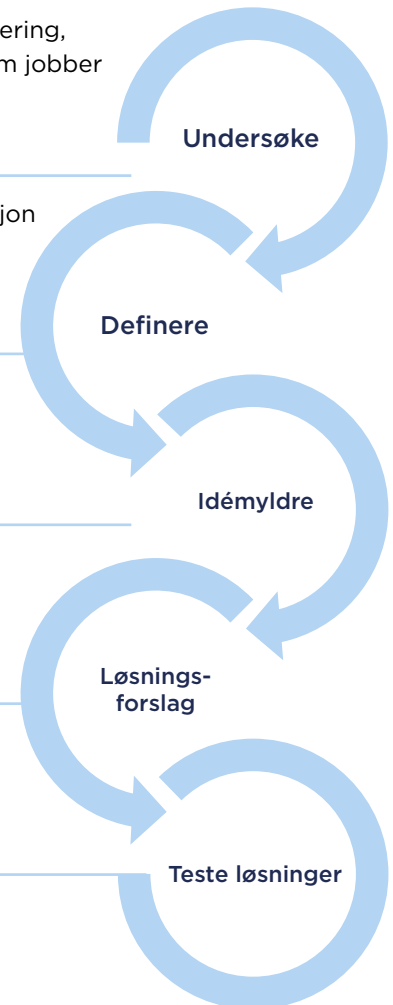 ering,
m jobber
Undersøke
jon
Definere
Idémyldre
Løsnings-
forslag
Teste løsninger